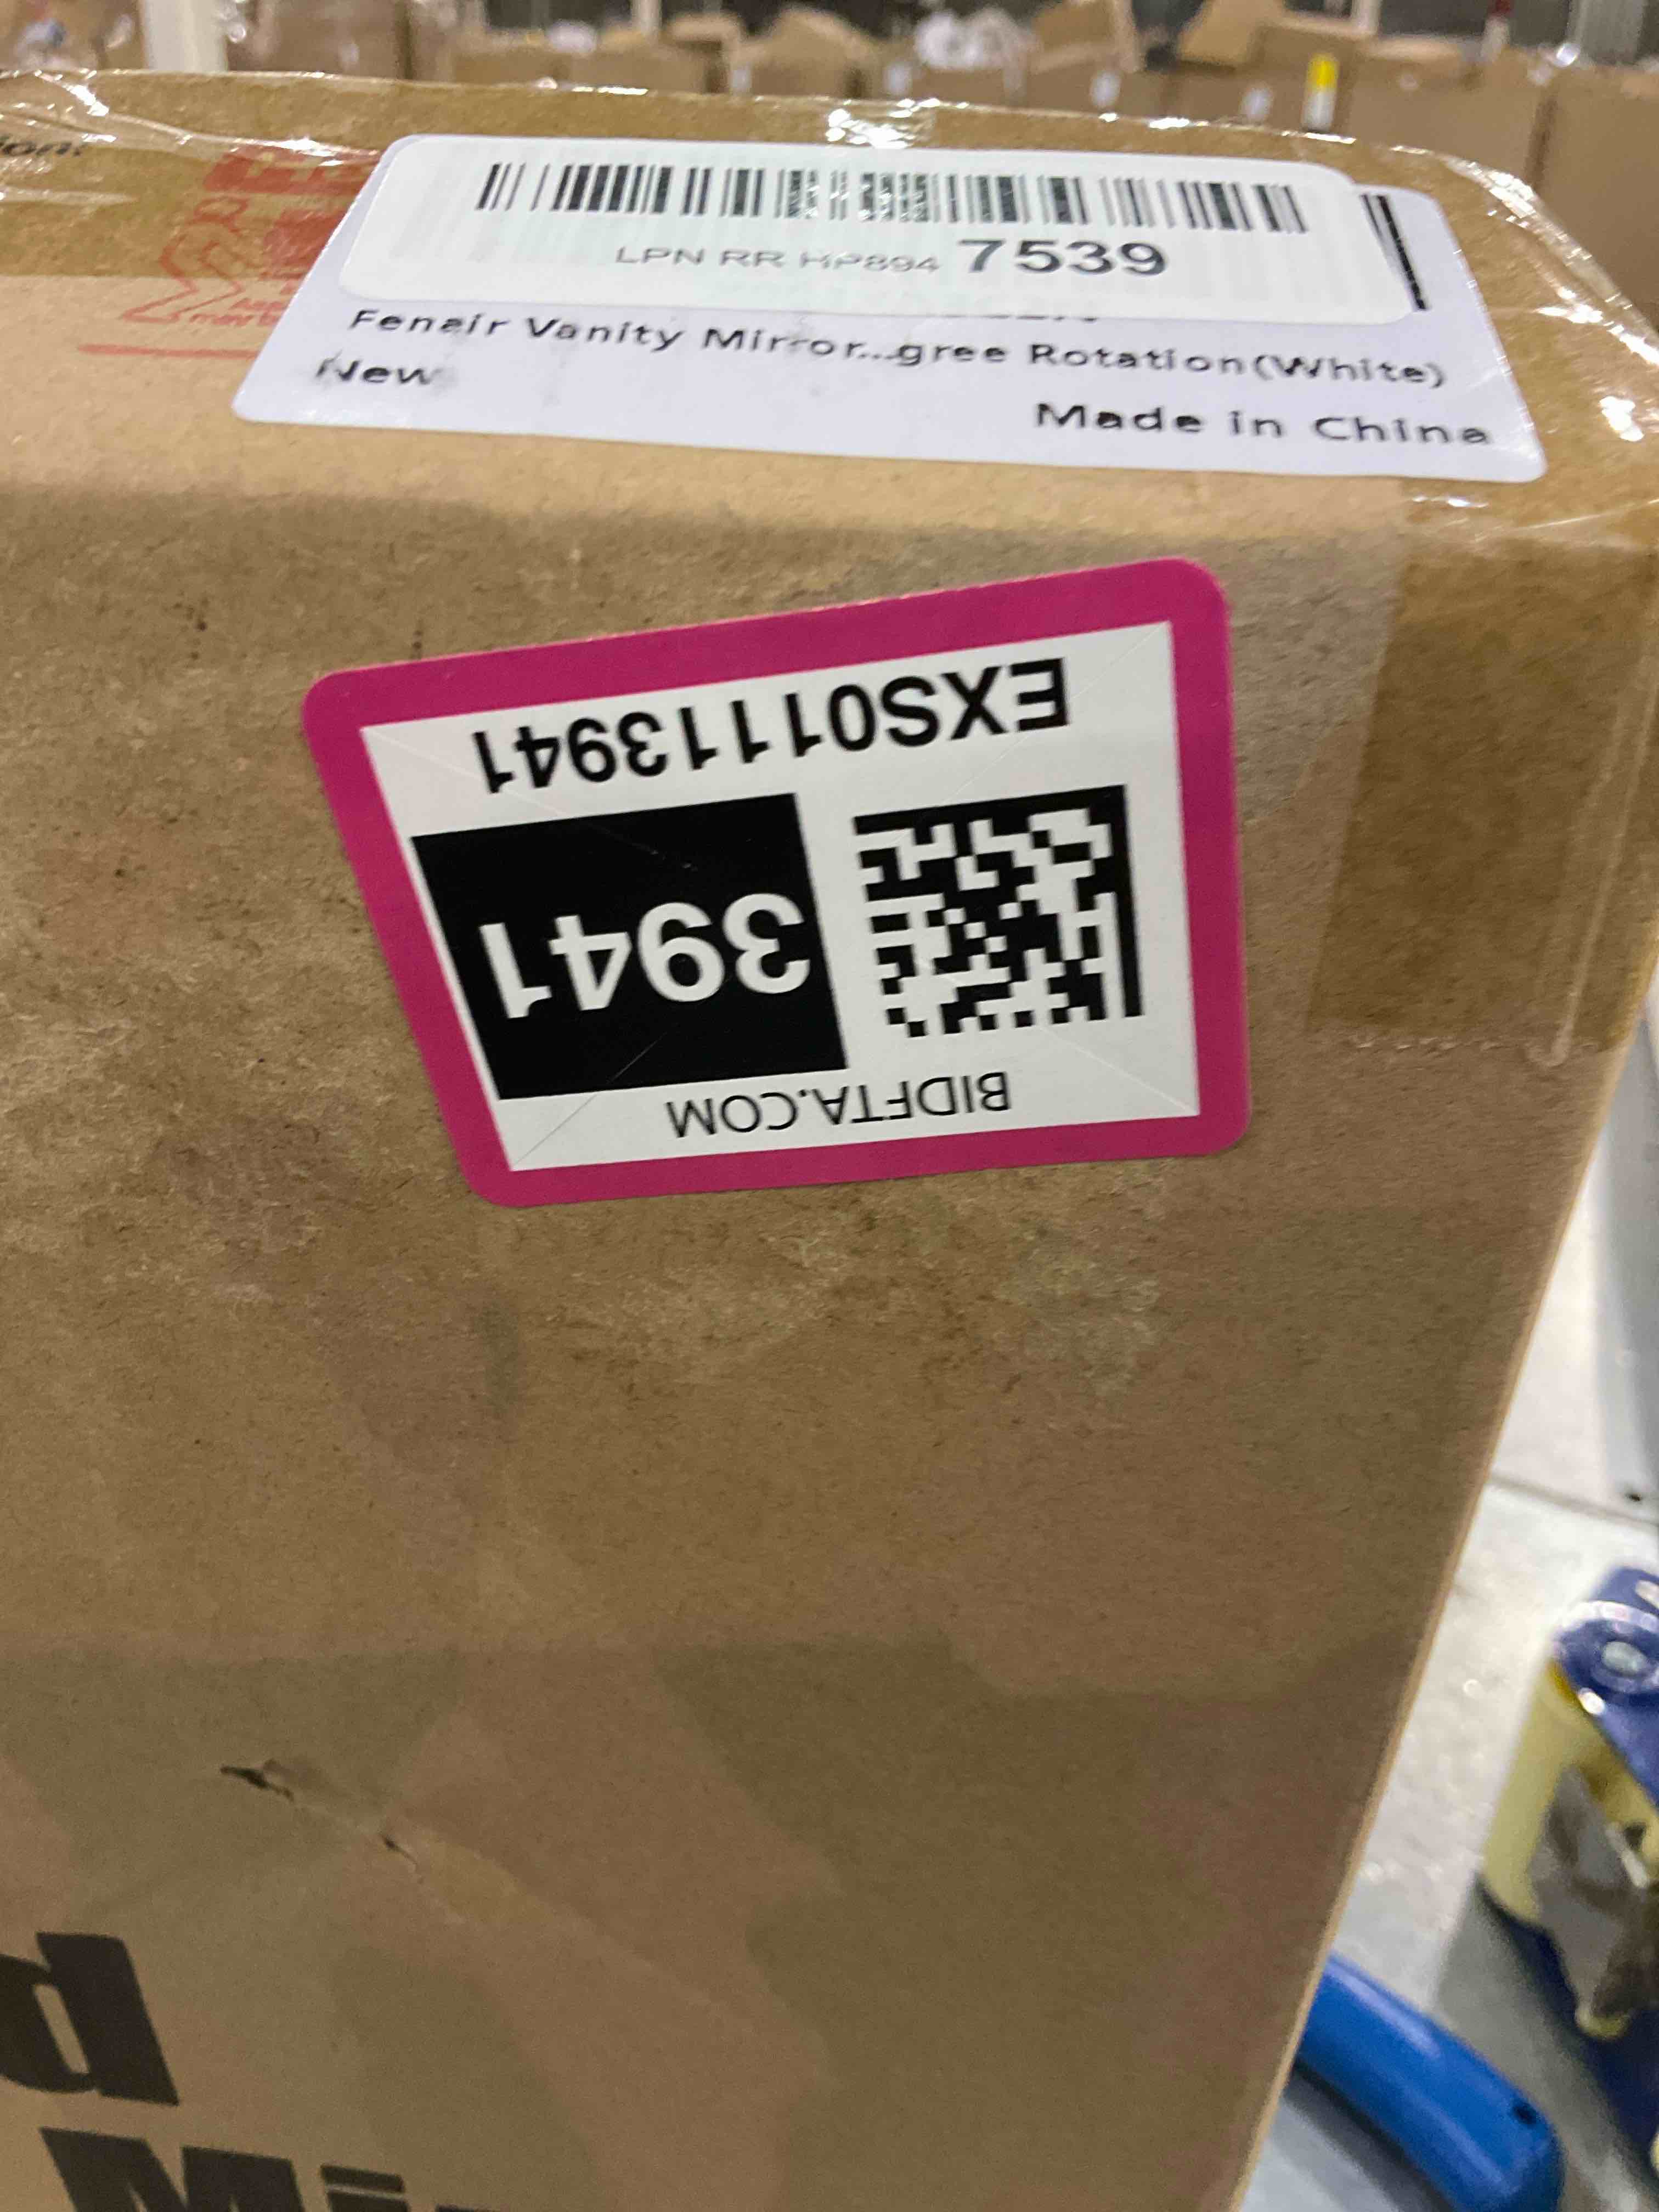 LPN RR HP894 7539
Fenair Vanity Mirror...gree Rotation(White)
New
Made in China
EXS01113941
3941
BIDFTA.COM
d